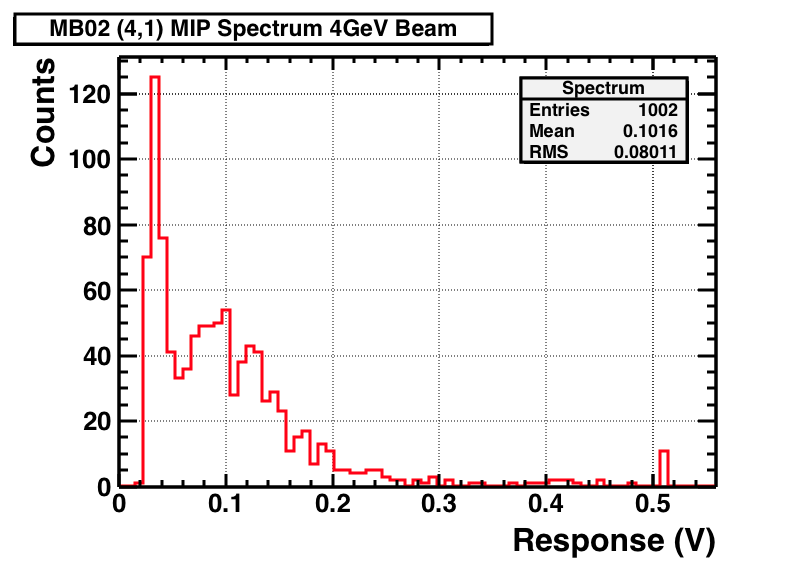 MB02 (4,1) MIP Spectrum 4GeV Beam
Counts
Spectrum
Entries 1002
Mean 0.1016
RMS 0.08011
120
100
80
60
40
20
0
0 0.1 0.2 0.3 0.4 0.5
Response (V)